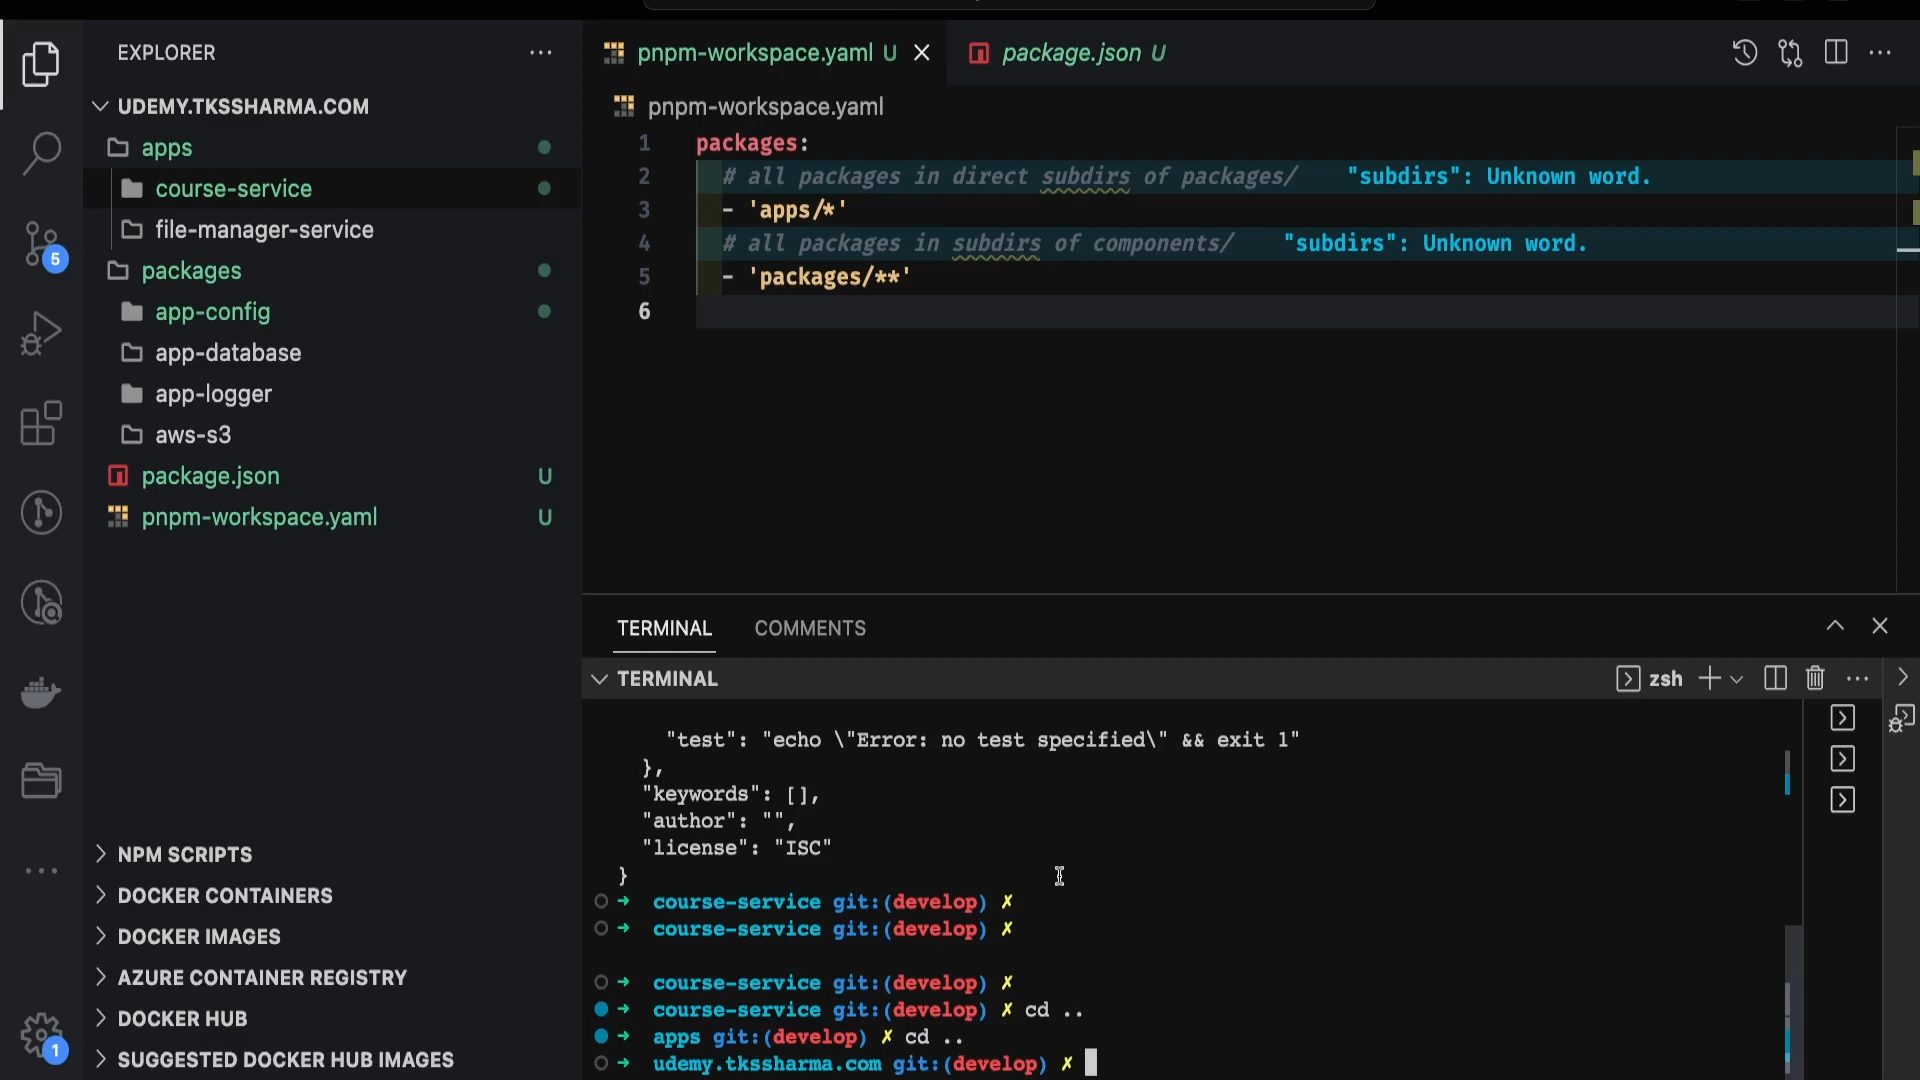 EXPLORER
UDEMY.TKSSHARMA.COM
apps
course-service
file-manager-service
packages
app-config
app-database
app-logger
aws-s3
package.json U
pnpm-workspace.yaml U
NPM SCRIPTS
DOCKER CONTAINERS
DOCKER IMAGES
AZURE CONTAINER REGISTRY
DOCKER HUB
SUGGESTED DOCKER HUB IMAGES
5
1
pnpm-workspace.yaml U
package.json U
pnpm-workspace.yaml
1 packages:
2 # all packages in direct subdirs of packages/ "subdirs": Unknown word.
3 - 'apps/*'
4 # all packages in subdirs of components/ "subdirs": Unknown word.
5 - 'packages/**'
6
TERMINAL COMMENTS
TERMINAL
zsh
"test": "echo \"Error: no test specified\" && exit 1"
},
"keywords": [],
"author": "",
"license": "ISC"
}
➜ course-service git:(develop) ✗
➜ course-service git:(develop) ✗
➜ course-service git:(develop) ✗
➜ course-service git:(develop) ✗ cd ..
➜ apps git:(develop) ✗ cd ..
➜ udemy.tkssharma.com git:(develop) ✗